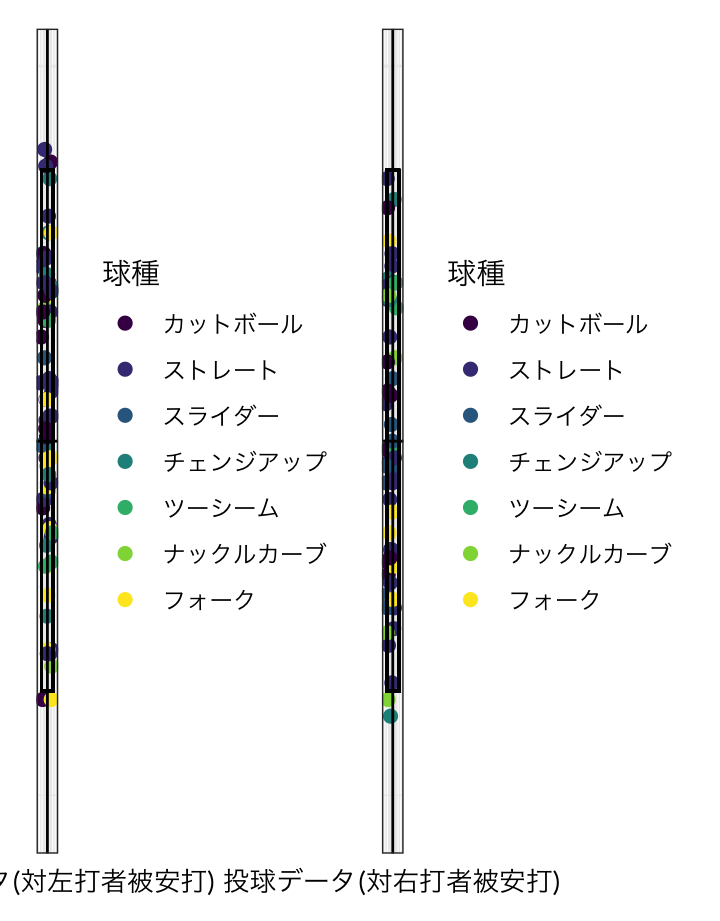 球種
カットボール
ストレート
スライダー
チェンジアップ
ツーシーム
ナックルカーブ
フォーク
球種
カットボール
ストレート
スライダー
チェンジアップ
ツーシーム
ナックルカーブ
フォーク
タ(対左打者被安打) 投球データ(対右打者被安打)